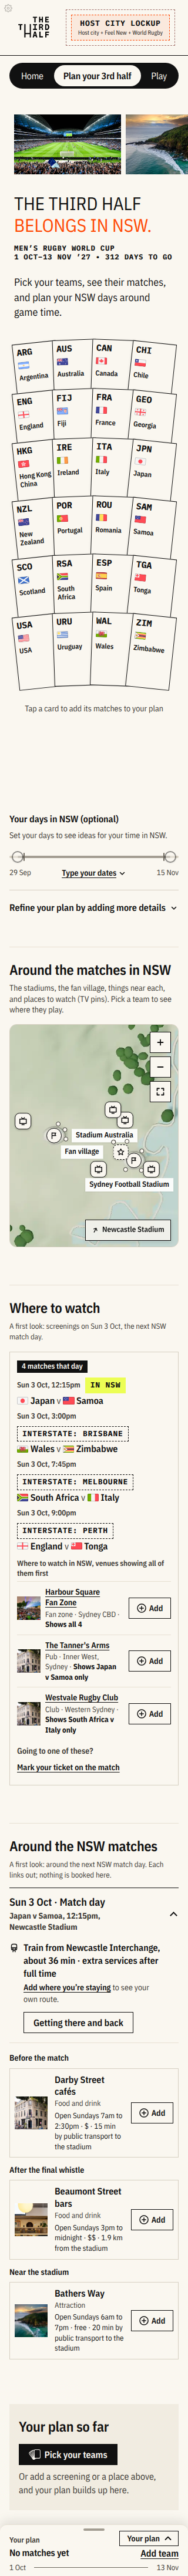 THE
THIRD
HALF
HOST CITY LOCKUP
Host city + Feel New + World Rugby
Home
Plan your 3rd half
Play
THE THIRD HALF
BELONGS IN NSW.
MEN'S RUGBY WORLD CUP
1 OCT–13 NOV '27 • 312 DAYS TO GO
Pick your teams, see their matches,
and plan your NSW days around
game time.
ARG
Argentina
AUS
Australia
CAN
Canada
CHI
Chile
ENG
England
FIJ
Fiji
FRA
France
GEO
Georgia
HKG
Hong Kong
China
IRE
Ireland
ITA
Italy
JPN
Japan
NZL
New
Zealand
POR
Portugal
ROU
Romania
SAM
Samoa
SCO
Scotland
RSA
South
Africa
ESP
Spain
TGA
Tonga
USA
USA
URU
Uruguay
WAL
Wales
ZIM
Zimbabwe
Tap a card to add its matches to your plan
Your days in NSW (optional)
Set your days to see ideas for your time in NSW.
29 Sep
Type your dates
15 Nov
Refine your plan by adding more details
Around the matches in NSW
The stadiums, the fan village, things near each,
and places to watch (TV pins). Pick a team to see
where they play.
+
−
Stadium Australia
Fan village
Sydney Football Stadium
Newcastle Stadium
Where to watch
A first look: screenings on Sun 3 Oct, the next NSW
match day.
4 matches that day
Sun 3 Oct, 12:15pm
IN NSW
Japan v Samoa
Sun 3 Oct, 3:00pm
INTERSTATE: BRISBANE
Wales v Zimbabwe
Sun 3 Oct, 7:45pm
INTERSTATE: MELBOURNE
South Africa v Italy
Sun 3 Oct, 9:00pm
INTERSTATE: PERTH
England v Tonga
Where to watch in NSW, venues showing all of
them first
Harbour Square
Fan Zone
Fan zone · Sydney CBD ·
Shows all 4
Add
The Tanner's Arms
Pub · Inner West,
Sydney · Shows Japan
v Samoa only
Add
Westvale Rugby Club
Club · Western Sydney ·
Shows South Africa v
Italy only
Add
Going to one of these?
Mark your ticket on the match
Around the NSW matches
A first look: around the next NSW match day. Each
links out; nothing is booked here.
Sun 3 Oct · Match day
Japan v Samoa, 12:15pm,
Newcastle Stadium
Train from Newcastle Interchange,
about 36 min · extra services after
full time
Add where you're staying to see your
own route.
Getting there and back
Before the match
Darby Street
cafés
Food and drink
Open Sundays 7am to
2:30pm · $ · 15 min
by public transport to
the stadium
Add
After the final whistle
Beaumont Street
bars
Food and drink
Open Sundays 3pm to
midnight · $$ · 1.9 km
from the stadium
Add
Near the stadium
Bathers Way
Attraction
Open Sundays 6am to
7pm · free · 20 min by
public transport to the
stadium
Add
Your plan so far
Pick your teams
Or add a screening or a place above,
and your plan builds up here.
Your plan
Your plan
No matches yet
Add team
1 Oct
13 Nov